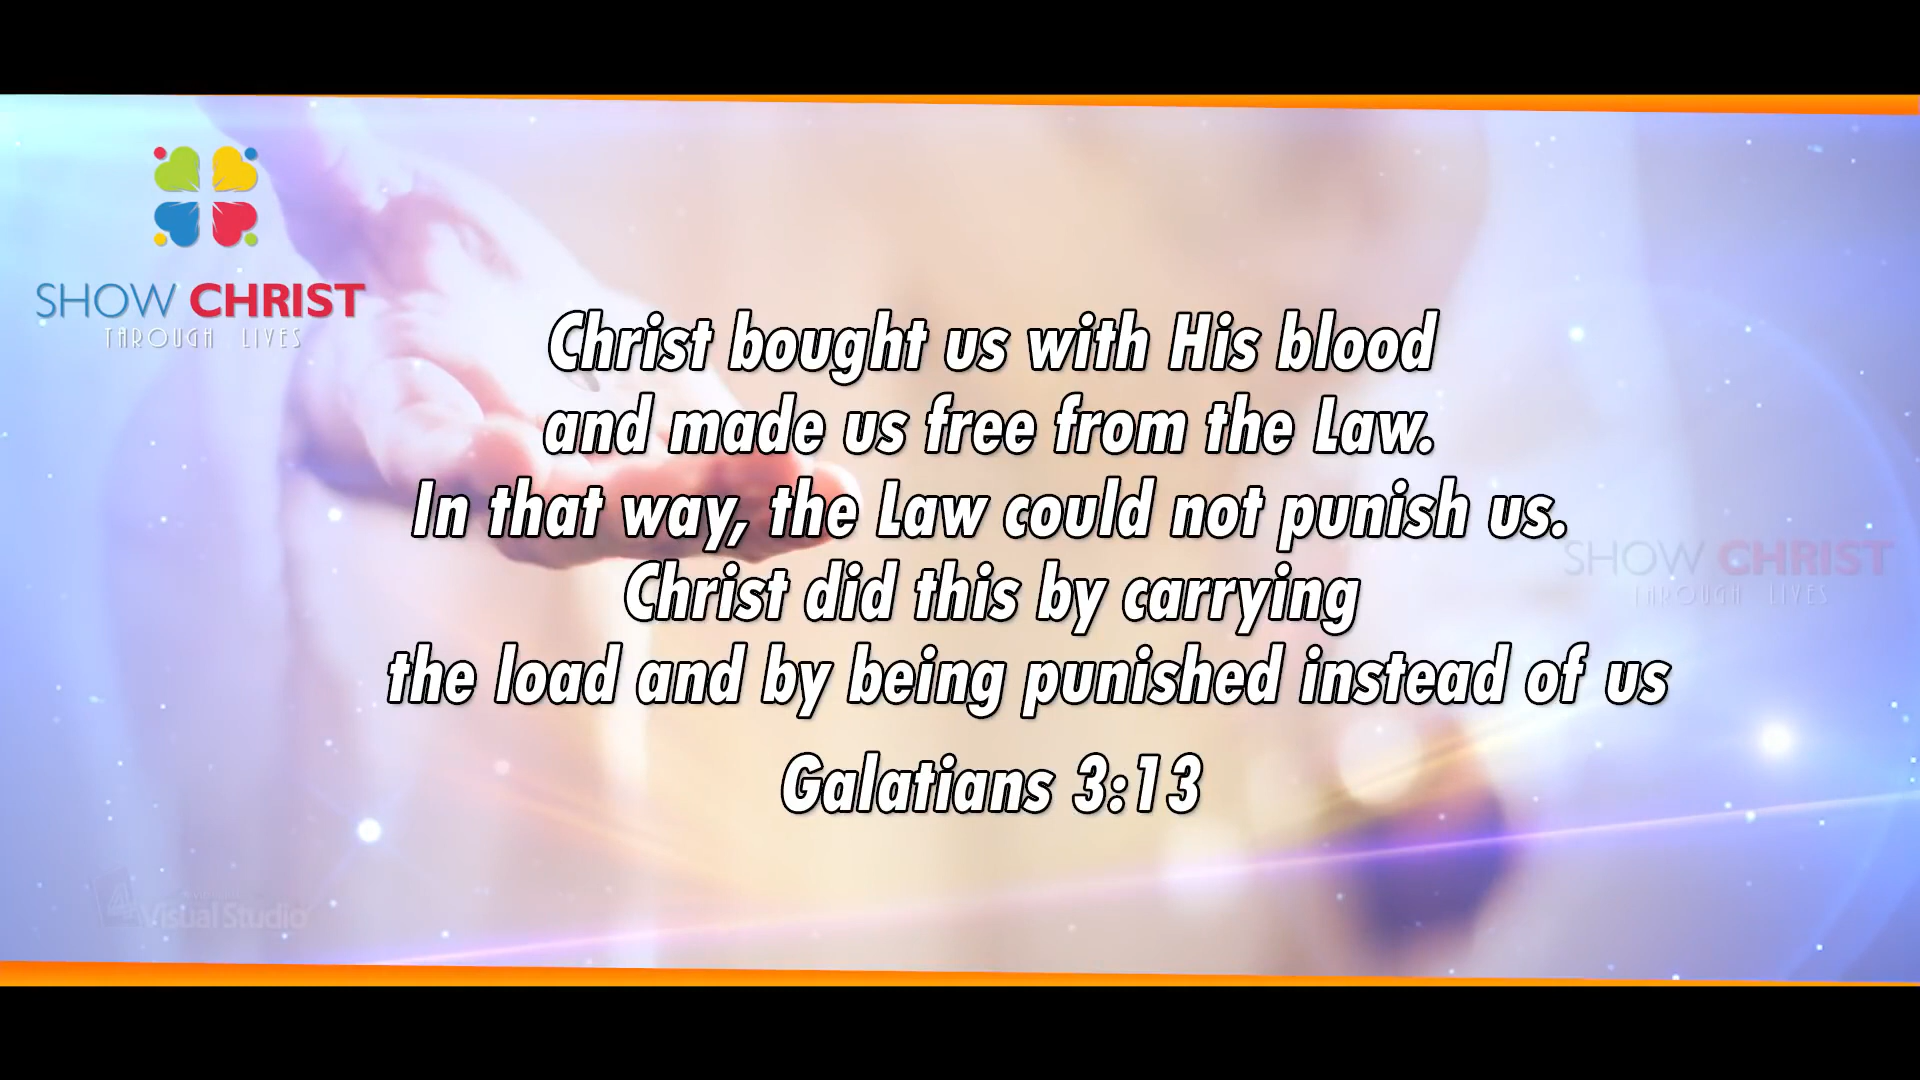 SHOW CHRIST
THROUGH LIVES
Christ bought us with His blood
and made us free from the Law.
In that way, the Law could not punish us.
Christ did this by carrying
the load and by being punished instead of us
Galatians 3:13
SHOW CHRIST
THROUGH LIVES
Visual Studio